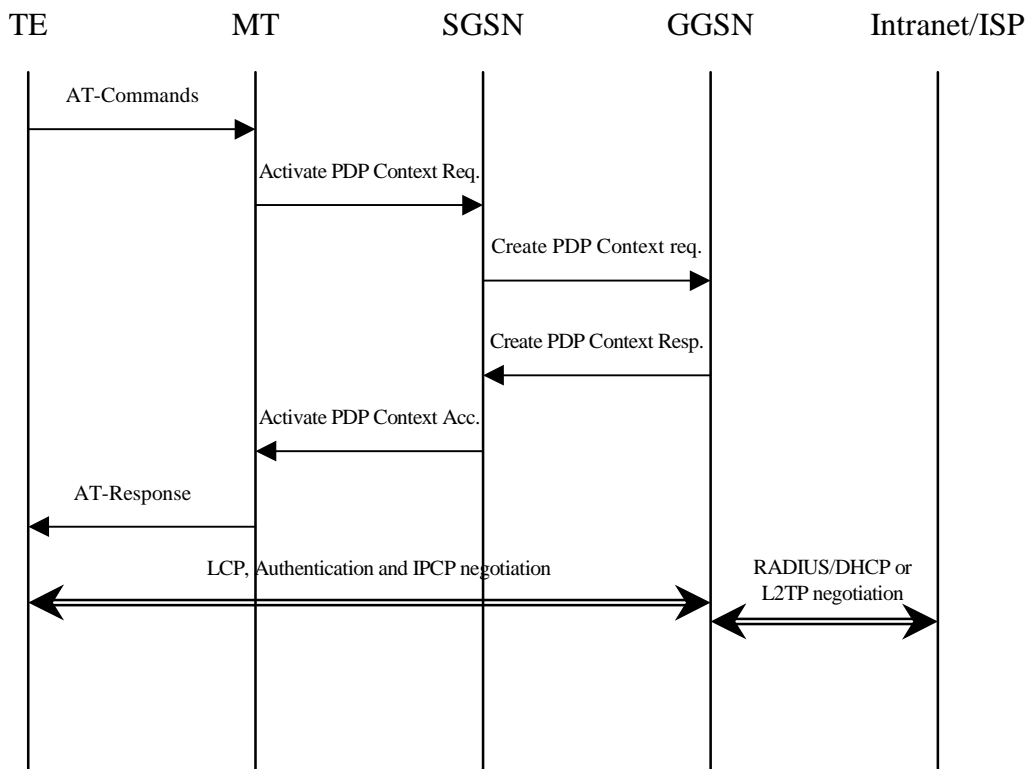 TE
MT
SGSN
GGSN
Intranet/ISP
AT-Commands
Activate PDP Context Req.
Create PDP Context req.
Create PDP Context Resp.
Activate PDP Context Acc.
AT-Response
LCP, Authentication and IPCP negotiation
RADIUS/DHCP or
L2TP negotiation